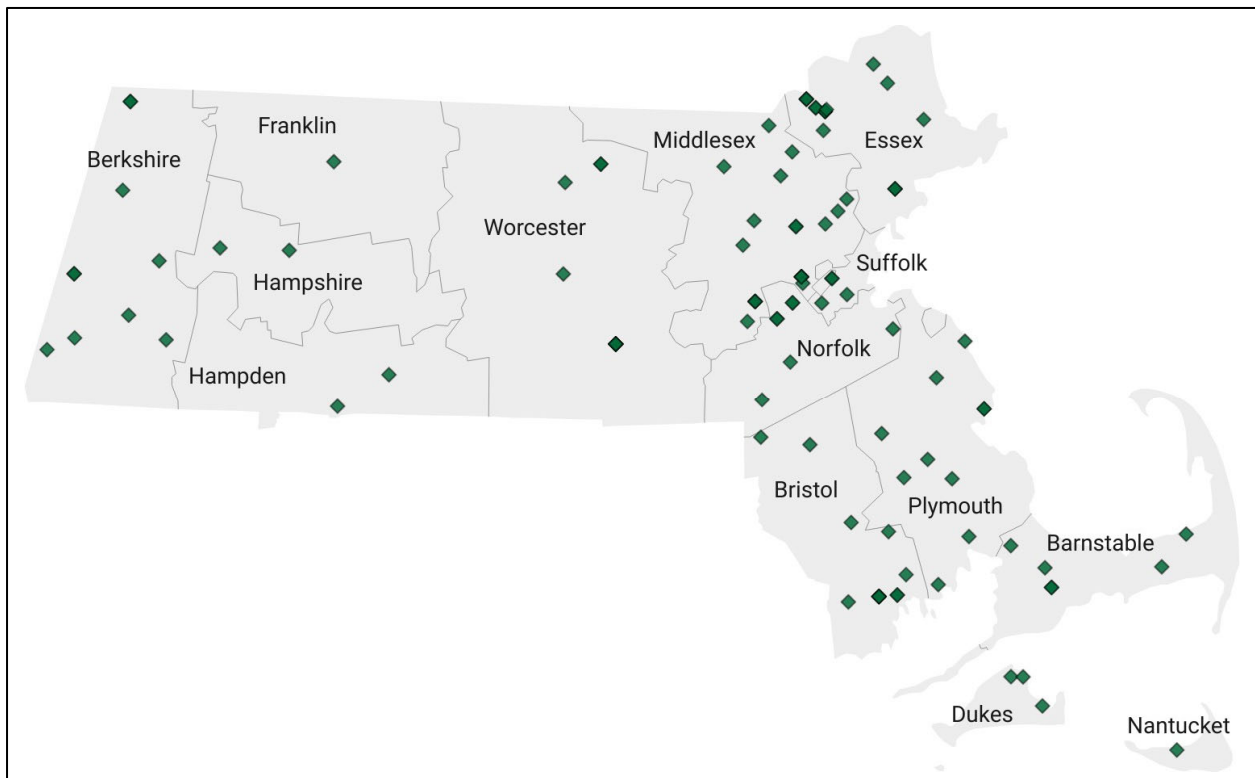 Franklin
Middlesex
Essex
Berkshire
Worcester
Suffolk
Hampshire
Norfolk
Hampden
Bristol
Plymouth
Barnstable
Dukes
Nantucket